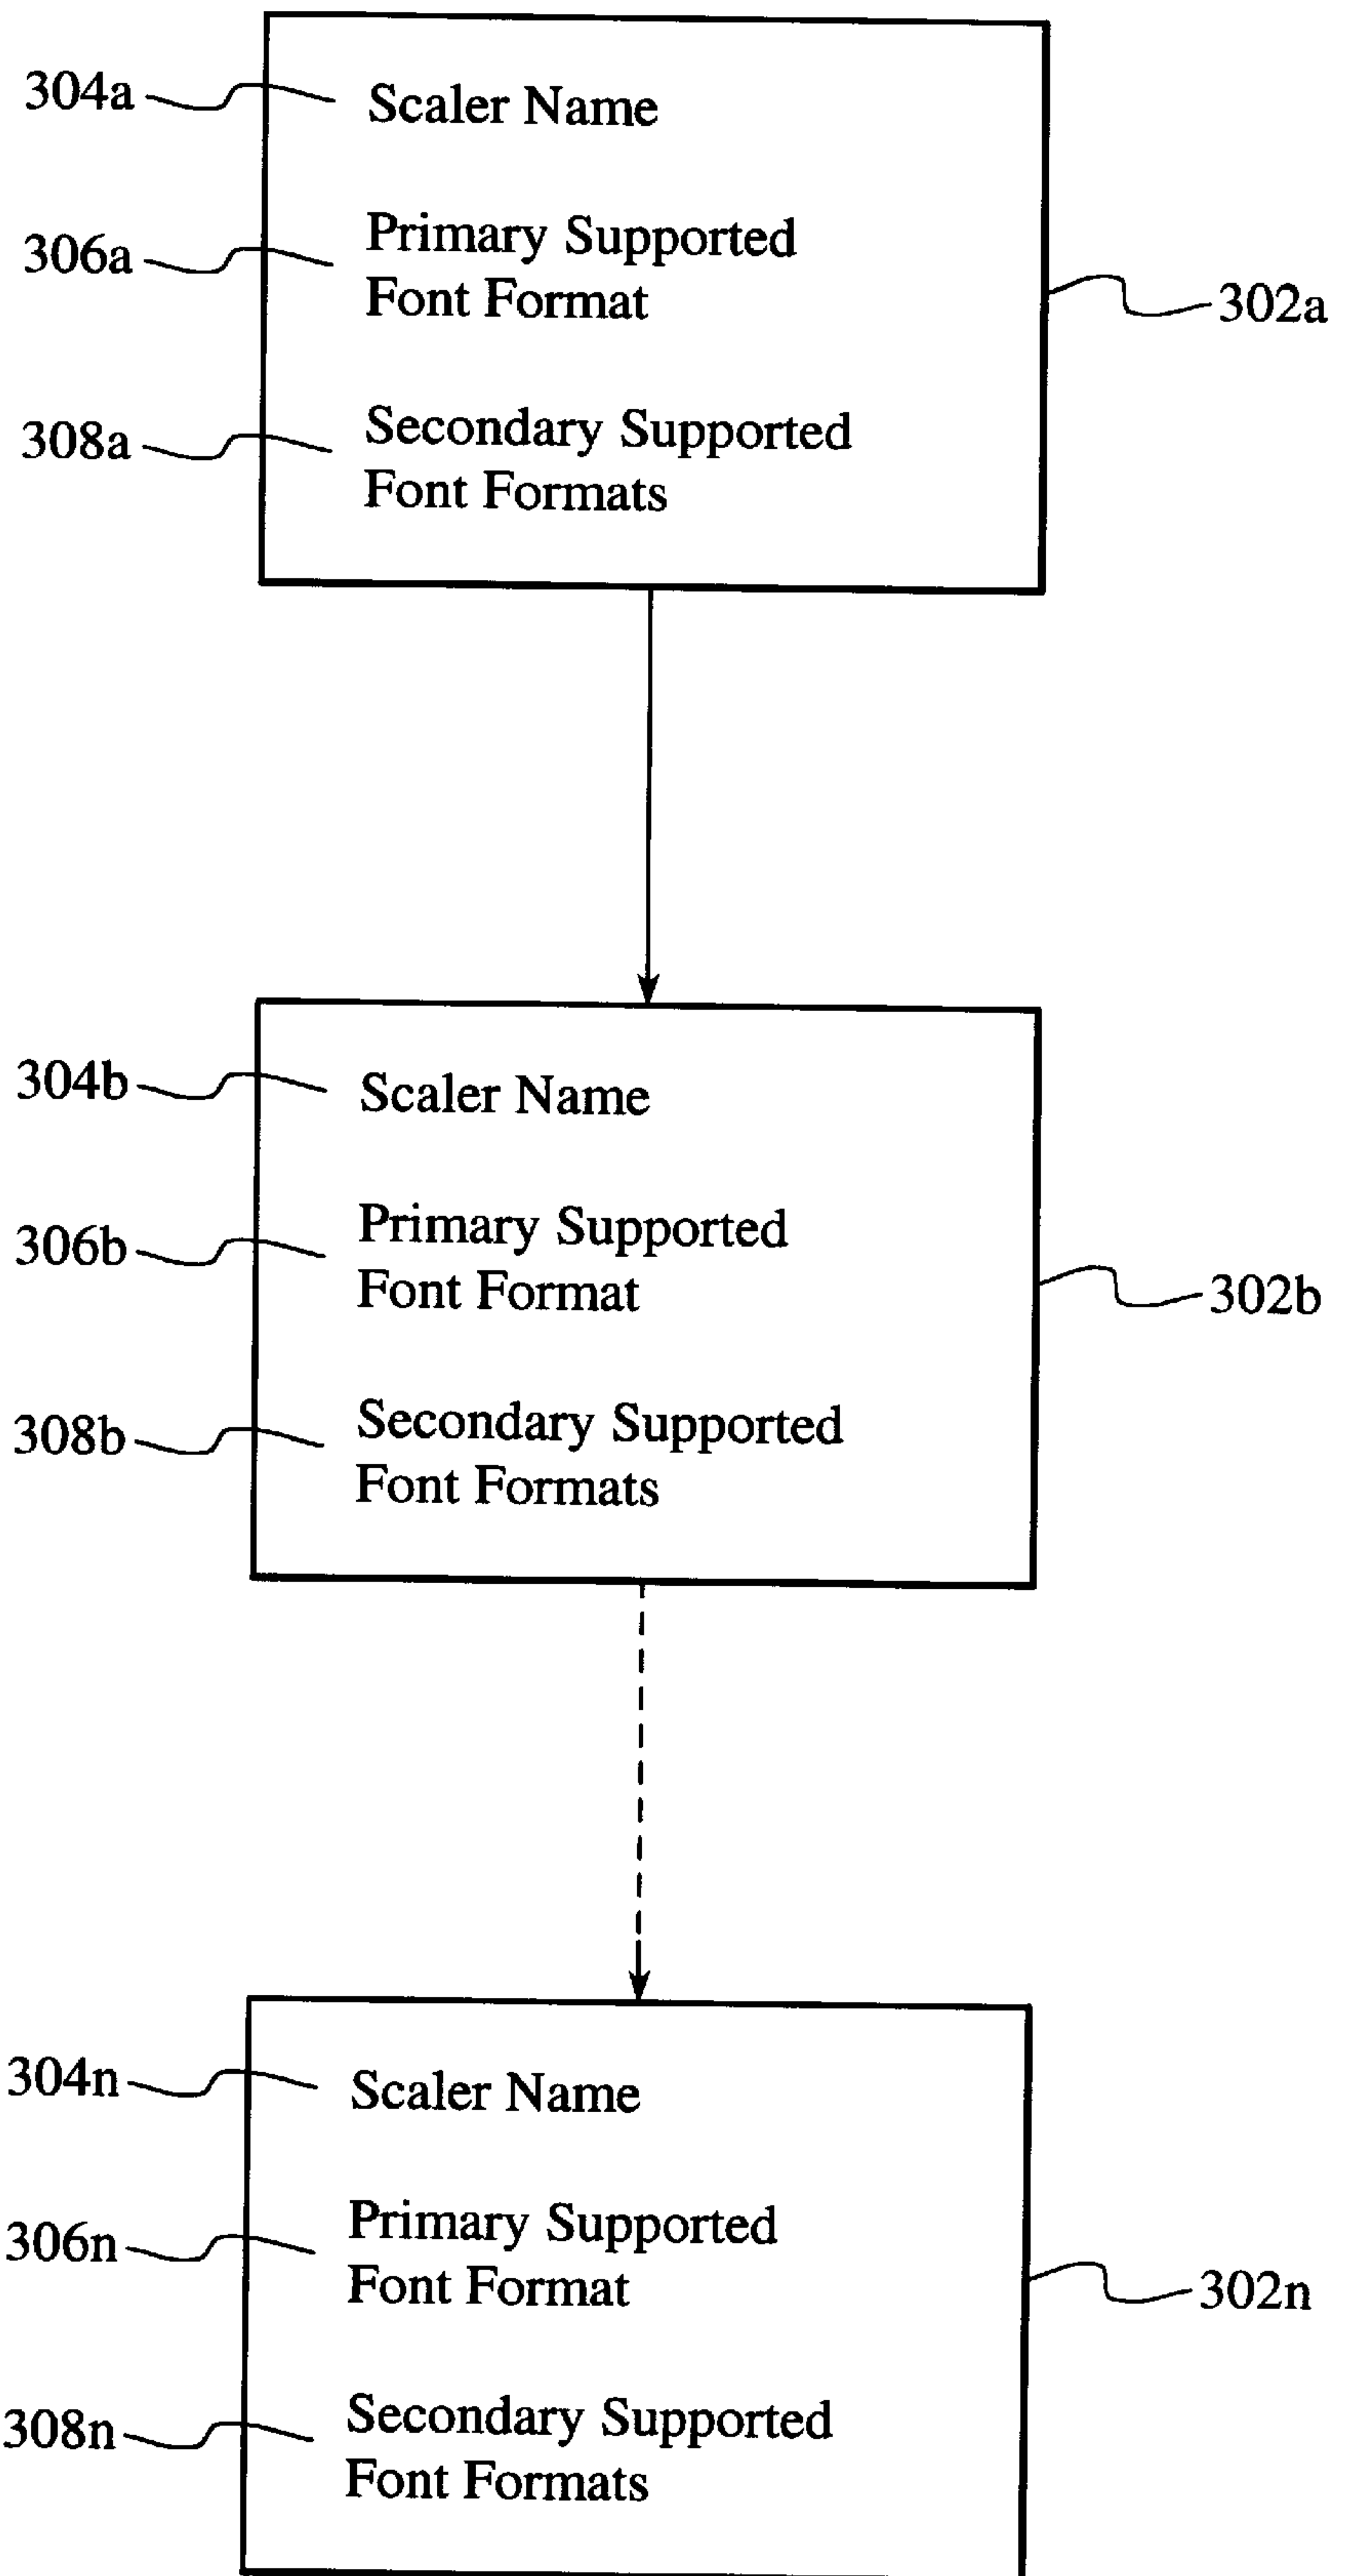 304a
Scaler Name
306a
Primary Supported
Font Format
302a
308a
Secondary Supported
Font Formats
304b
Scaler Name
306b
Primary Supported
Font Format
302b
308b
Secondary Supported
Font Formats
304n
Scaler Name
306n
Primary Supported
Font Format
302n
308n
Secondary Supported
Font Formats